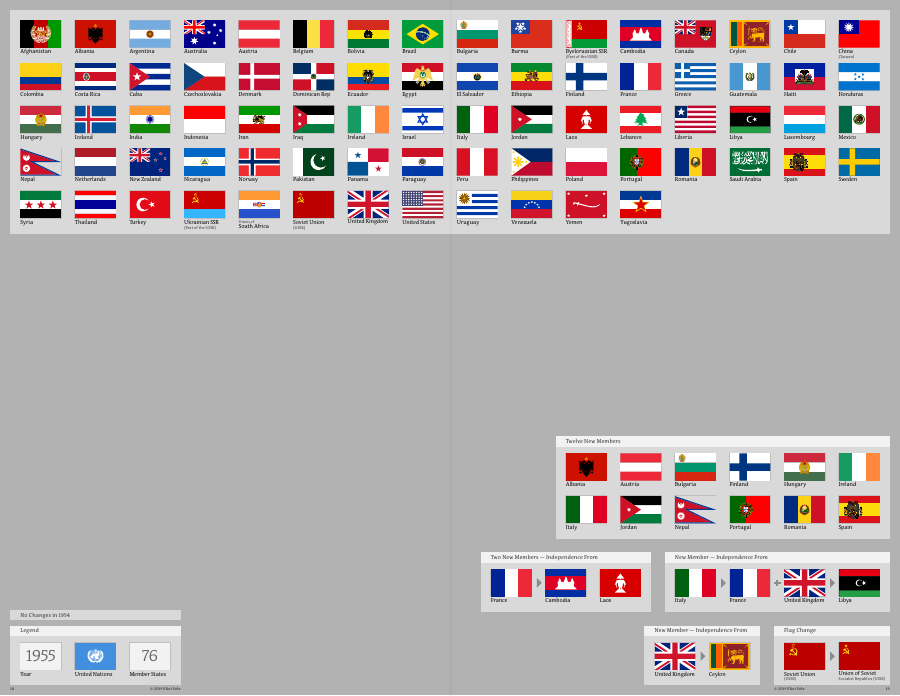 Afghanistan Albania Argentina Australia Austria Belgium Bolivia Brazil Bulgaria Burma Byelorussian SSR Cambodia Canada Ceylon Chile China
(Part of the USSR) (Taiwan)
Colombia Costa Rica Cuba Czechoslovakia Denmark Dominican Rep Ecuador Egypt El Salvador Ethiopia Finland France Greece Guatemala Haiti Honduras
Hungary Iceland India Indonesia Iran Iraq Ireland Israel Italy Jordan Laos Lebanon Liberia Libya Luxembourg Mexico
Nepal Netherlands New Zealand Nicaragua Norway Pakistan Panama Paraguay Peru Philippines Poland Portugal Romania Saudi Arabia Spain Sweden
Syria Thailand Turkey Ukrainian SSR Union of South Africa Soviet Union United Kingdom United States Uruguay Venezuela Yemen Yugoslavia
(Part of the USSR) (USSR)
Twelve New Members
Albania Austria Bulgaria Finland Hungary Ireland
Italy Jordan Nepal Portugal Romania Spain
Two New Members — Independence From
France Cambodia Laos
New Member — Independence From
Italy France United Kingdom Libya
No Changes in 1954
Legend
1955 76
Year United Nations Member States
New Member — Independence From
United Kingdom Ceylon
Flag Change
Soviet Union Union of Soviet
(USSR) Socialist Republics (USSR)